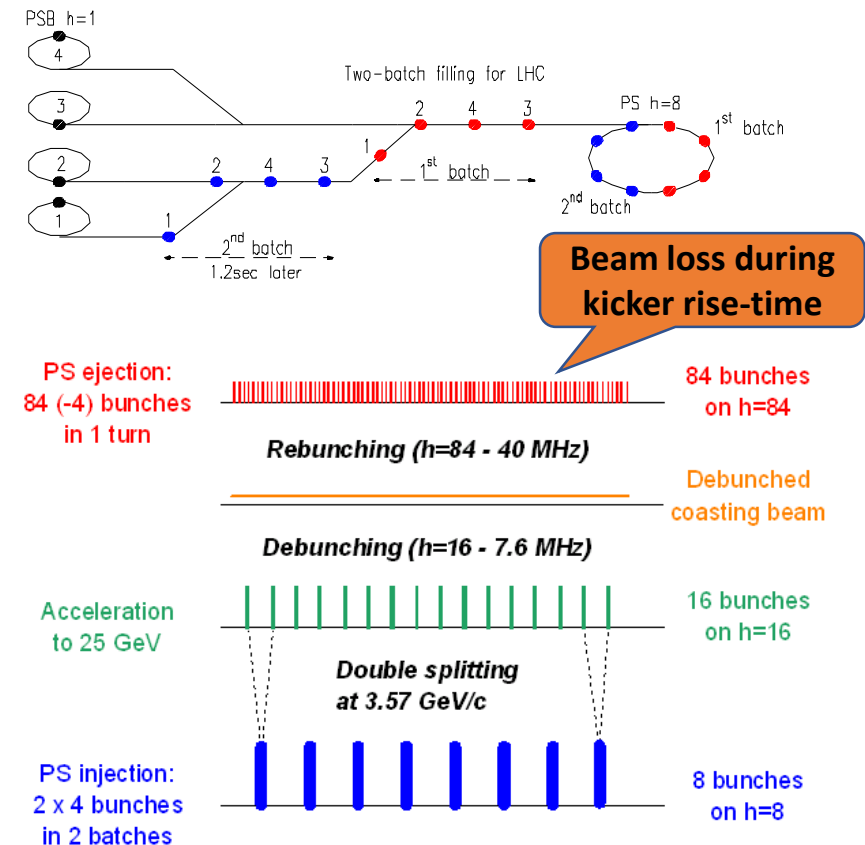 PSB h=1
4
Two-batch filling for LHC
3
2 4 3
PS h=8
1st batch
2
2 4 3
1
1st batch
1
1
2nd batch
2nd batch
1.2sec later
Beam loss during
kicker rise-time
PS ejection:
84 (-4) bunches
in 1 turn
84 bunches
on h=84
Rebunching (h=84 - 40 MHz)
Debunched
coasting beam
Debunching (h=16 - 7.6 MHz)
Acceleration
to 25 GeV
16 bunches
on h=16
Double splitting
at 3.57 GeV/c
PS injection:
2 x 4 bunches
in 2 batches
8 bunches
on h=8